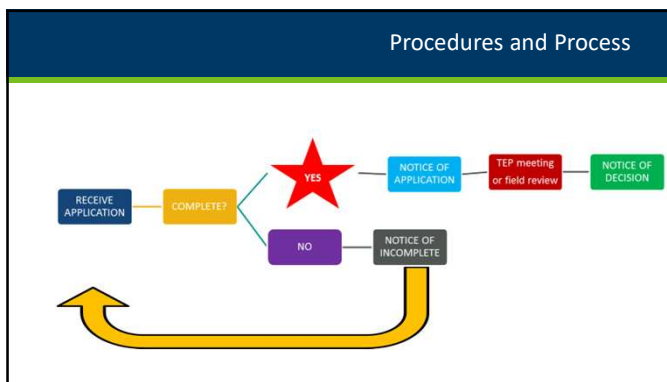 Procedures and Process
RECEIVE
APPLICATION
COMPLETE?
YES
NOTICE OF
APPLICATION
TEP meeting
or field review
NOTICE OF
DECISION
NO
NOTICE OF
INCOMPLETE